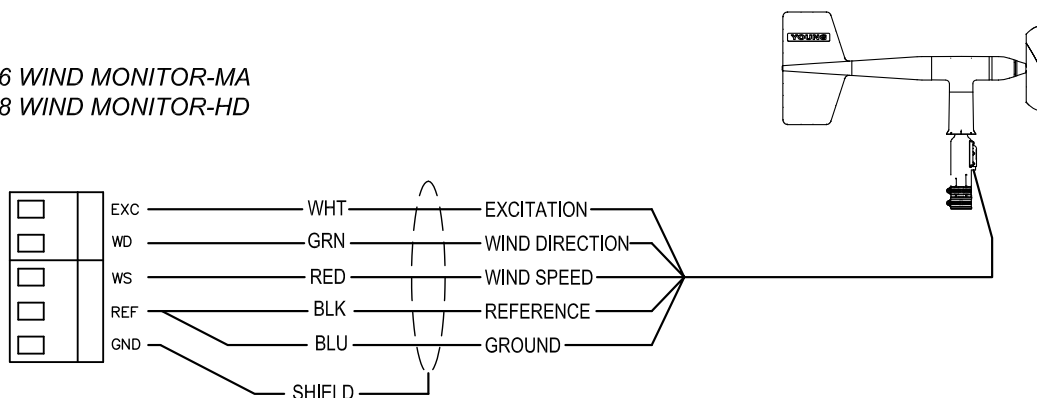 YOUNG
6 WIND MONITOR-MA
8 WIND MONITOR-HD
EXC WHT EXCITATION
WD GRN WIND DIRECTION
WS RED WIND SPEED
REF BLK REFERENCE
GND BLU GROUND
SHIELD